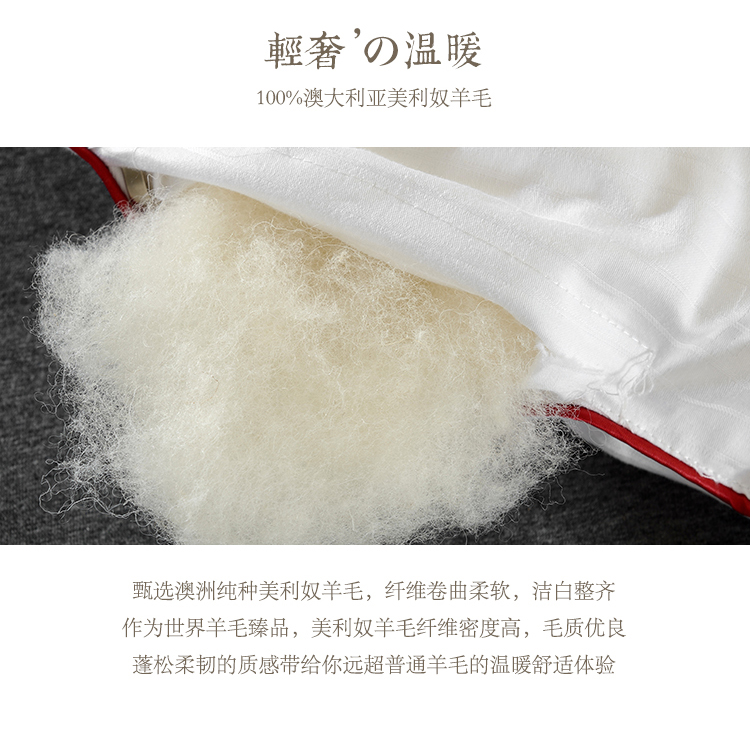 輕奢’の温暖
100%澳大利亚美利奴羊毛
甄选澳洲纯种美利奴羊毛，纤维卷曲柔软，洁白整齐
作为世界羊毛臻品，美利奴羊毛纤维密度高，毛质优良
蓬松柔韧的质感带给你远超普通羊毛的温暖舒适体验